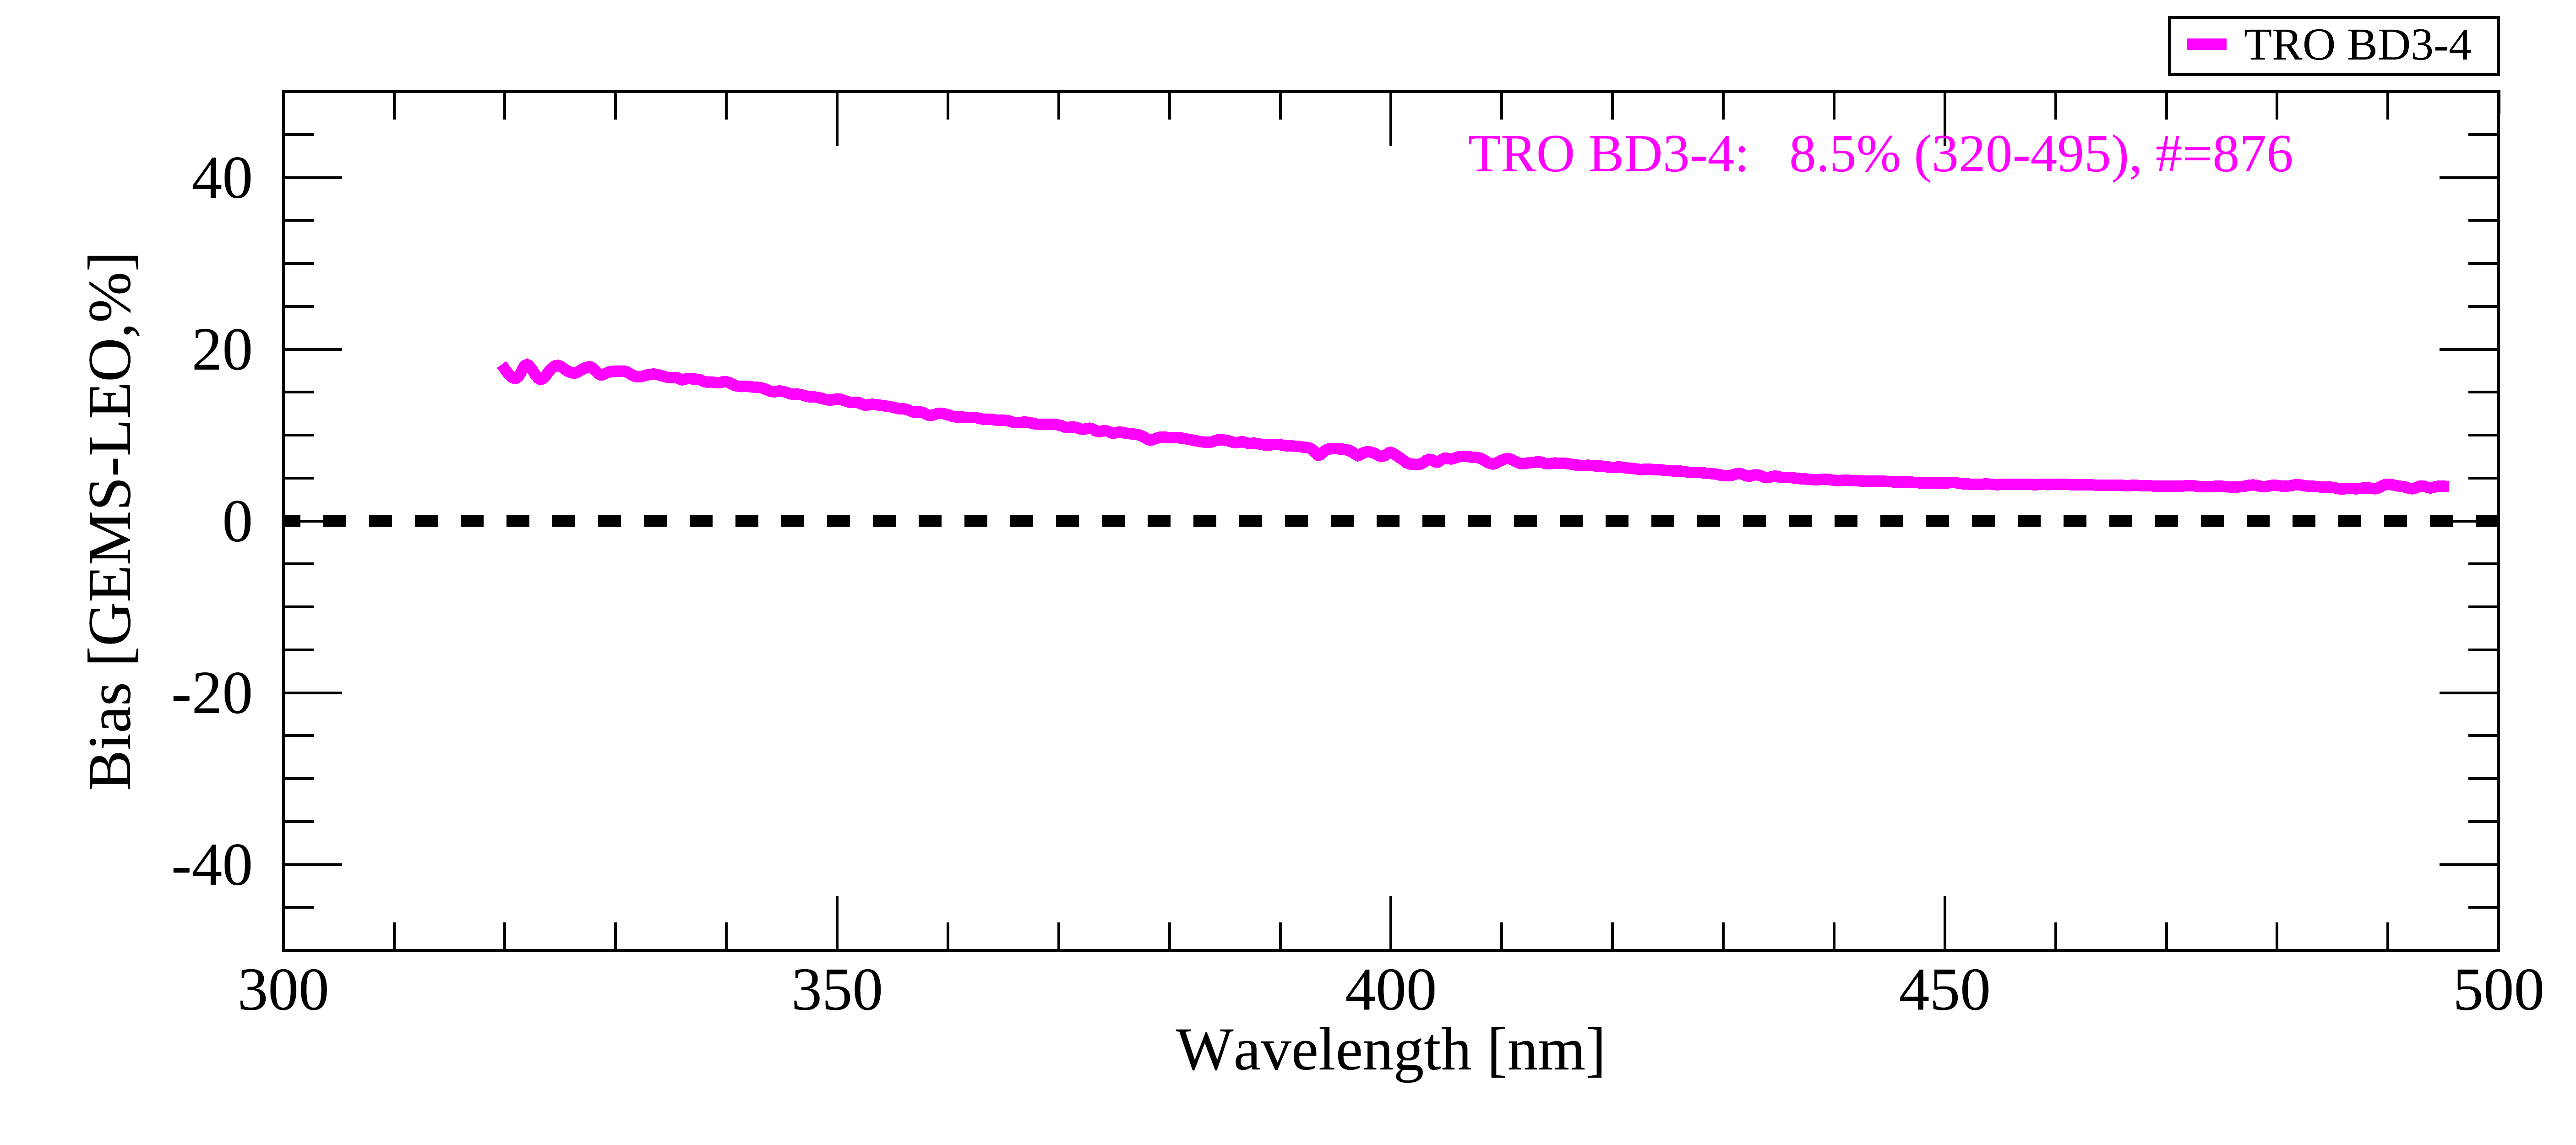 TRO BD3-4
TRO BD3-4: 8.5% (320-495), #=876
40
20
0
-20
-40
Bias [GEMS-LEO,%]
300 350 400 450 500
Wavelength [nm]